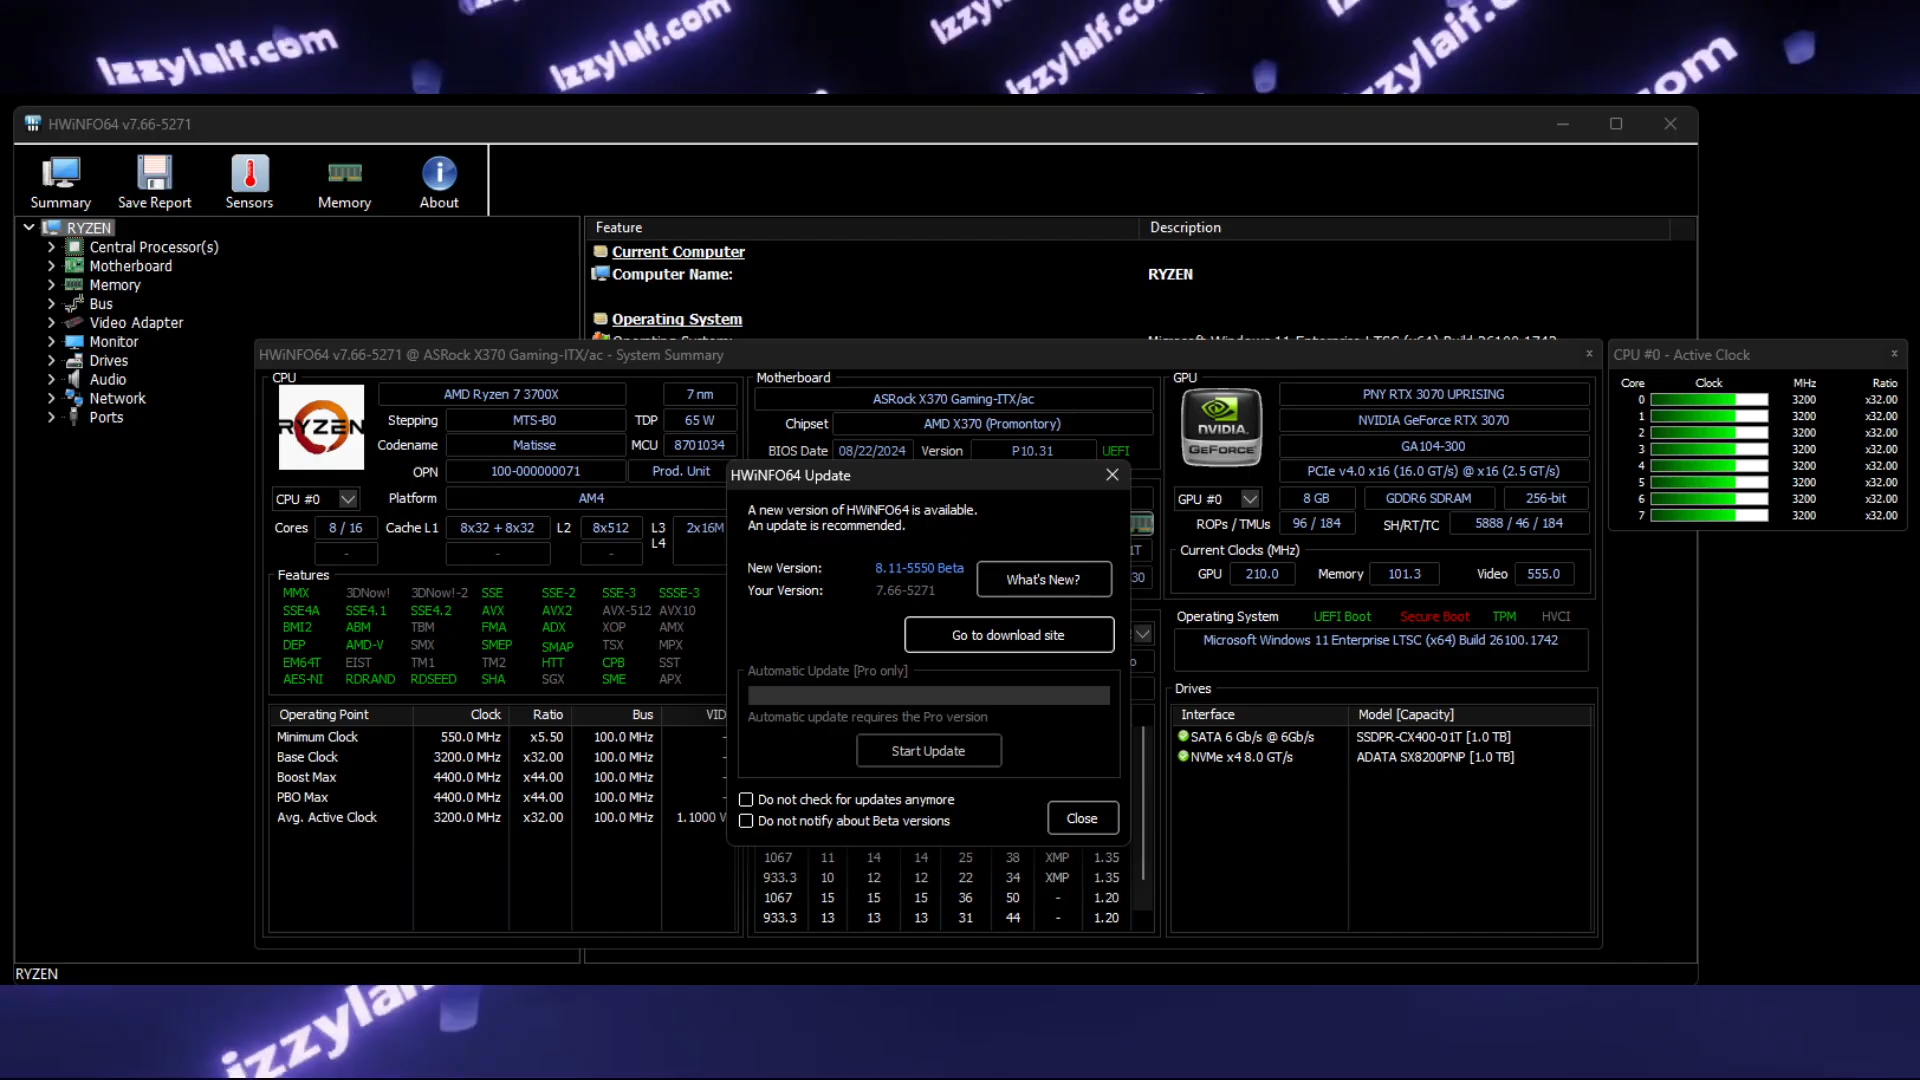 Izzylaif.com
Izzylaif.com
Izzylaif.co
zzylaif.
om
HWiNFO64 v7.66-5271
Summary
Save Report
Sensors
Memory
About
RYZEN
Central Processor(s)
Motherboard
Memory
Bus
Video Adapter
Monitor
Drives
Audio
Network
Ports
Feature Description
Current Computer
Computer Name: RYZEN
Operating System
HWiNFO64 v7.66-5271 @ ASRock X370 Gaming-ITX/ac - System Summary
CPU
RYZEN
AMD Ryzen 7 3700X 7 nm
Stepping MTS-B0 TDP 65 W
Codename Matisse MCU 8701034
OPN 100-000000071 Prod. Unit
CPU #0 Platform AM4
Cores 8 / 16 Cache L1 8x32 + 8x32 L2 8x512 L3 2x16M
- - - L4
Features
MMX 3DNow! 3DNow!-2 SSE SSE-2 SSE-3 SSSE-3
SSE4A SSE4.1 SSE4.2 AVX AVX2 AVX-512 AVX10
BMI2 ABM TBM FMA ADX XOP AMX
DEP AMD-V SMX SMEP SMAP TSX MPX
EM64T EIST TM1 TM2 HTT CPB SST
AES-NI RDRAND RDSEED SHA SGX SME APX
Operating Point Clock Ratio Bus VID
Minimum Clock 550.0 MHz x5.50 100.0 MHz -
Base Clock 3200.0 MHz x32.00 100.0 MHz -
Boost Max 4400.0 MHz x44.00 100.0 MHz -
PBO Max 4400.0 MHz x44.00 100.0 MHz -
Avg. Active Clock 3200.0 MHz x32.00 100.0 MHz 1.1000 V
Motherboard
ASRock X370 Gaming-ITX/ac
Chipset AMD X370 (Promontory)
BIOS Date 08/22/2024 Version P10.31 UEFI
1T
30
HWiNFO64 Update
A new version of HWiNFO64 is available.
An update is recommended.
New Version: 8.11-5550 Beta
Your Version: 7.66-5271
What's New?
Go to download site
Automatic Update [Pro only]
Automatic update requires the Pro version
Start Update
Do not check for updates anymore
Do not notify about Beta versions
Close
1067 11 14 14 25 38 XMP 1.35
933.3 10 12 12 22 34 XMP 1.35
1067 15 15 15 36 50 - 1.20
933.3 13 13 13 31 44 - 1.20
GPU
NVIDIA.
GEFORCE
PNY RTX 3070 UPRISING
NVIDIA GeForce RTX 3070
GA104-300
PCIe v4.0 x16 (16.0 GT/s) @ x16 (2.5 GT/s)
GPU #0 8 GB GDDR6 SDRAM 256-bit
ROPs / TMUs 96 / 184 SH/RT/TC 5888 / 46 / 184
Current Clocks (MHz)
GPU 210.0 Memory 101.3 Video 555.0
Operating System UEFI Boot Secure Boot TPM HVCI
Microsoft Windows 11 Enterprise LTSC (x64) Build 26100.1742
Drives
Interface Model [Capacity]
SATA 6 Gb/s @ 6Gb/s SSDPR-CX400-01T [1.0 TB]
NVMe x4 8.0 GT/s ADATA SX8200PNP [1.0 TB]
CPU #0 - Active Clock
Core Clock MHz Ratio
0 3200 x32.00
1 3200 x32.00
2 3200 x32.00
3 3200 x32.00
4 3200 x32.00
5 3200 x32.00
6 3200 x32.00
7 3200 x32.00
RYZEN
izzylaif